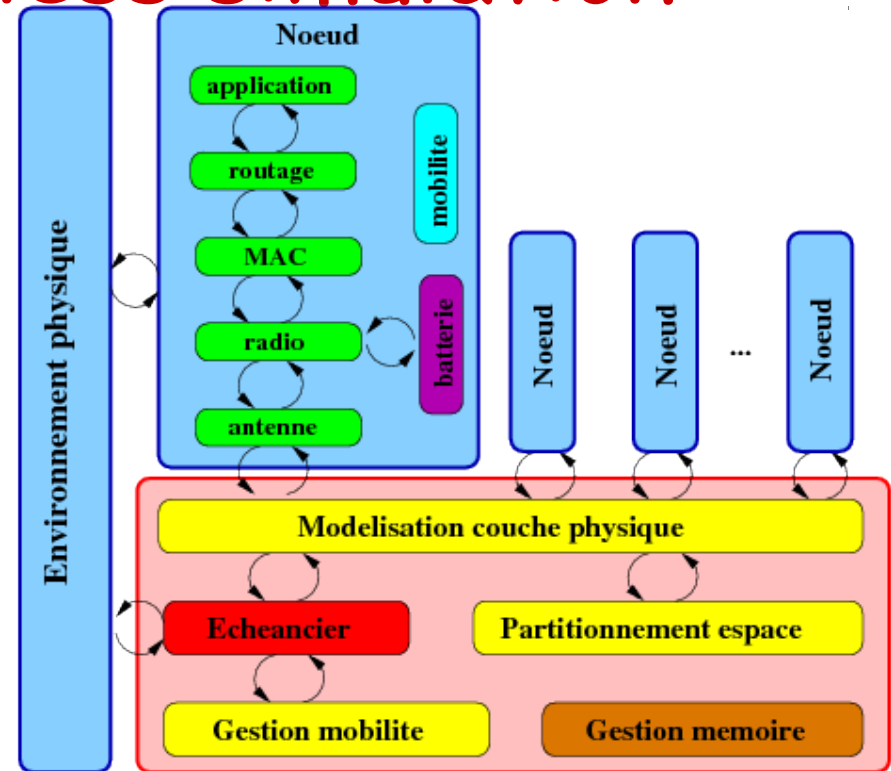 Environnement physique
Noeud
application
routage
MAC
radio
antenne
mobilite
batterie
Noeud
Noeud
...
Noeud
Modelisation couche physique
Echeancier
Partitionnement espace
Gestion mobilite
Gestion memoire